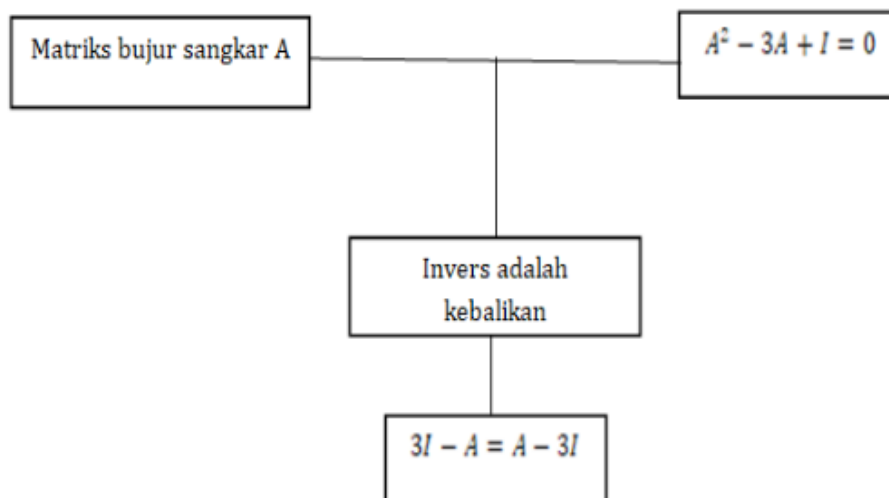 Matriks bujur sangkar A
A² − 3A + I = 0
Invers adalah
kebalikan
3I − A = A − 3I